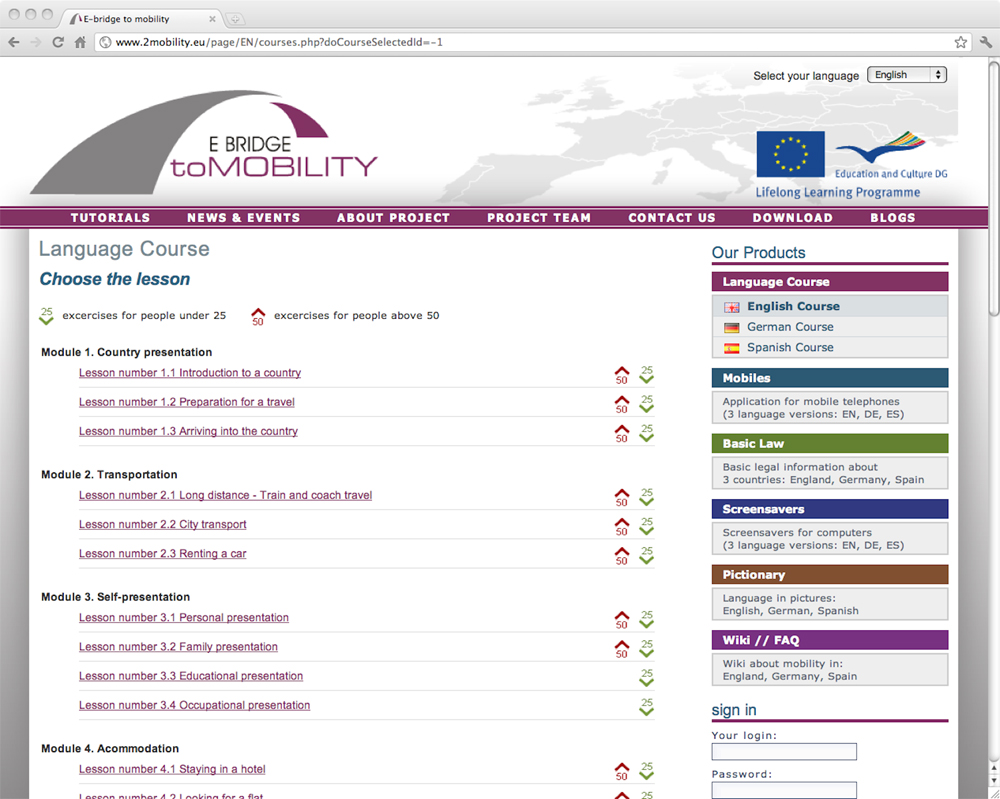 E-bridge to mobility
www.2mobility.eu/page/EN/courses.php?doCourseSelectedId=-1
Select your language English
E BRIDGE
toMOBILITY
Education and Culture DG
Lifelong Learning Programme
TUTORIALS NEWS & EVENTS ABOUT PROJECT PROJECT TEAM CONTACT US DOWNLOAD BLOGS
Language Course
Choose the lesson
25 excercises for people under 25 50 excercises for people above 50
Module 1. Country presentation
Lesson number 1.1 Introduction to a country 50 25
Lesson number 1.2 Preparation for a travel 50 25
Lesson number 1.3 Arriving into the country 50 25
Module 2. Transportation
Lesson number 2.1 Long distance - Train and coach travel 50 25
Lesson number 2.2 City transport 50 25
Lesson number 2.3 Renting a car 50 25
Module 3. Self-presentation
Lesson number 3.1 Personal presentation 50 25
Lesson number 3.2 Family presentation 50 25
Lesson number 3.3 Educational presentation 25
Lesson number 3.4 Occupational presentation 25
Module 4. Acommodation
Lesson number 4.1 Staying in a hotel 50 25
Lesson number 4.2 Looking for a flat 25
Our Products
Language Course
English Course
German Course
Spanish Course
Mobiles
Application for mobile telephones
(3 language versions: EN, DE, ES)
Basic Law
Basic legal information about
3 countries: England, Germany, Spain
Screensavers
Screensavers for computers
(3 language versions: EN, DE, ES)
Pictionary
Language in pictures:
English, German, Spanish
Wiki // FAQ
Wiki about mobility in:
England, Germany, Spain
sign in
Your login:
Password: